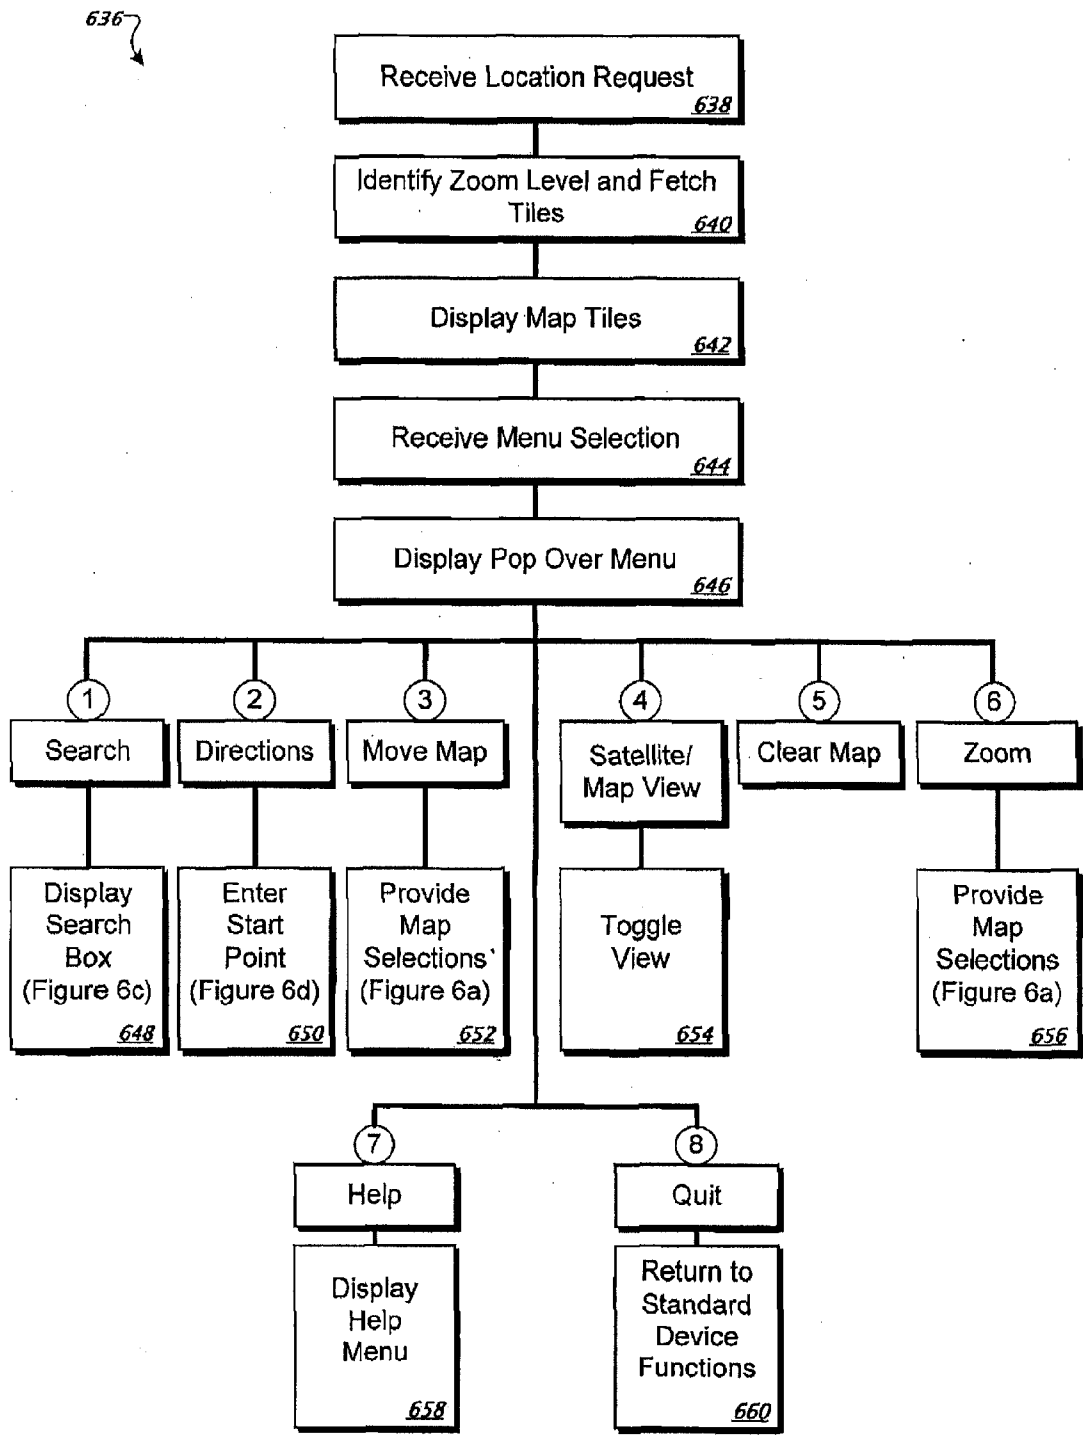 636
Receive Location Request
638
Identify Zoom Level and Fetch
Tiles
640
Display Map Tiles
642
Receive Menu Selection
644
Display Pop Over Menu
646
1
Search
Display
Search
Box
(Figure 6c)
648
2
Directions
Enter
Start
Point
(Figure 6d)
650
3
Move Map
Provide
Map
Selections
(Figure 6a)
652
4
Satellite/
Map View
Toggle
View
654
5
Clear Map
6
Zoom
Provide
Map
Selections
(Figure 6a)
656
7
Help
Display
Help
Menu
658
8
Quit
Return to
Standard
Device
Functions
660